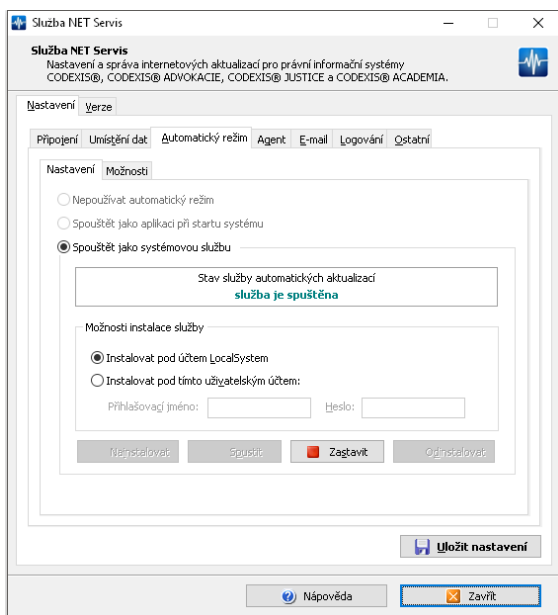 Služba NET Servis
Služba NET Servis
Nastavení a správa internetových aktualizací pro právní informační systémy
CODEXIS®, CODEXIS® ADVOKACIE, CODEXIS® JUSTICE a CODEXIS® ACADEMIA.
Nastavení Verze
Připojení Umístění dat Automatický režim Agent E-mail Logování Ostatní
Nastavení Možnosti
Nepoužívat automatický režim
Spouštět jako aplikaci při startu systému
Spouštět jako systémovou službu
Stav služby automatických aktualizací
služba je spuštěna
Možnosti instalace služby
Instalovat pod účtem LocalSystem
Instalovat pod tímto uživatelským účtem:
Přihlašovací jméno: Heslo:
Nainstalovat Spustit Zastavit Odinstalovat
Uložit nastavení
Nápověda Zavřít